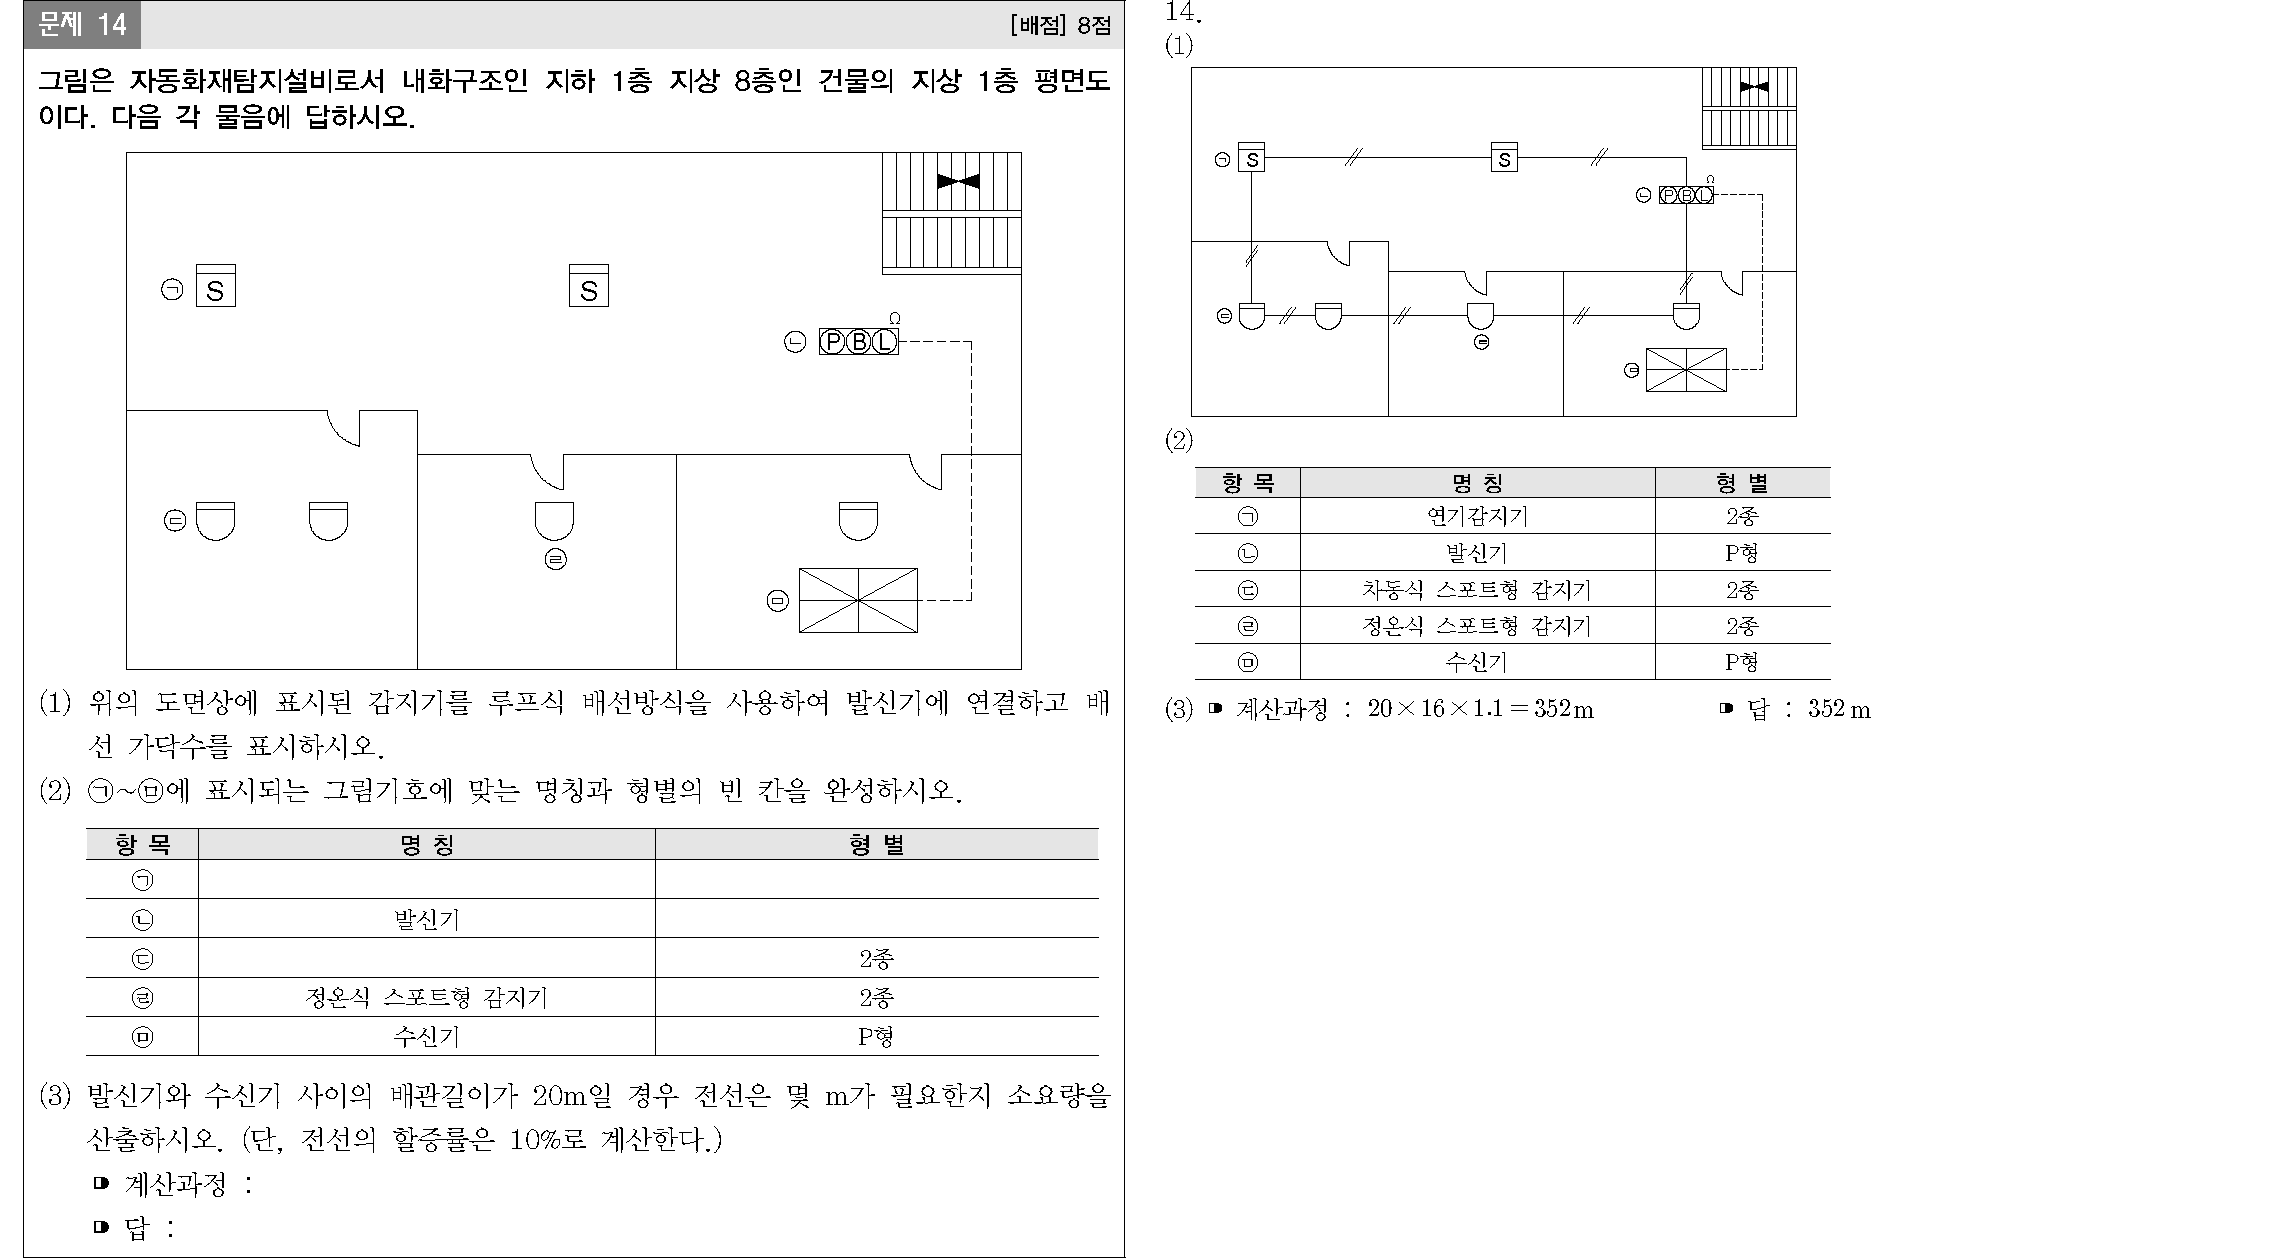 문제 14
[배점] 8점
그림은 자동화재탐지설비로서 내화구조인 지하 1층 지상 8층인 건물의 지상 1층 평면도
이다. 다음 각 물음에 답하시오.
㉠ S S
Ω
㉡ P B L
㉢
㉣
㉤
(1) 위의 도면상에 표시된 감지기를 루프식 배선방식을 사용하여 발신기에 연결하고 배
선 가닥수를 표시하시오.
(2) ㉠~㉤에 표시되는 그림기호에 맞는 명칭과 형별의 빈 칸을 완성하시오.
항 목 명 칭 형 별
㉠
㉡ 발신기
㉢ 2종
㉣ 정온식 스포트형 감지기 2종
㉤ 수신기 P형
(3) 발신기와 수신기 사이의 배관길이가 20m일 경우 전선은 몇 m가 필요한지 소요량을
산출하시오. (단, 전선의 할증률은 10%로 계산한다.)
계산과정 :
답 :
14.
(1)
㉠ S S
Ω
㉡ P B L
㉢
㉣
㉤
(2)
항 목 명 칭 형 별
㉠ 연기감지기 2종
㉡ 발신기 P형
㉢ 차동식 스포트형 감지기 2종
㉣ 정온식 스포트형 감지기 2종
㉤ 수신기 P형
(3) 계산과정 : 20×16×1.1=352m 답 : 352m